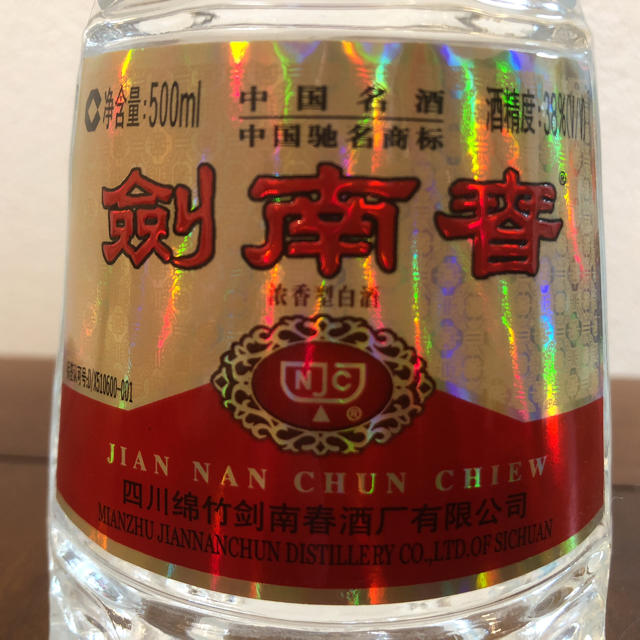 净含量:500ml
中国名酒
中国驰名商标
酒精度:38%(V/V)
劍南春®
浓香型白酒
NJC
®
JIAN NAN CHUN CHIEW
四川绵竹剑南春酒厂有限公司
MIANZHU JIANNANCHUN DISTILLERY CO.,LTD.OF SICHUAN